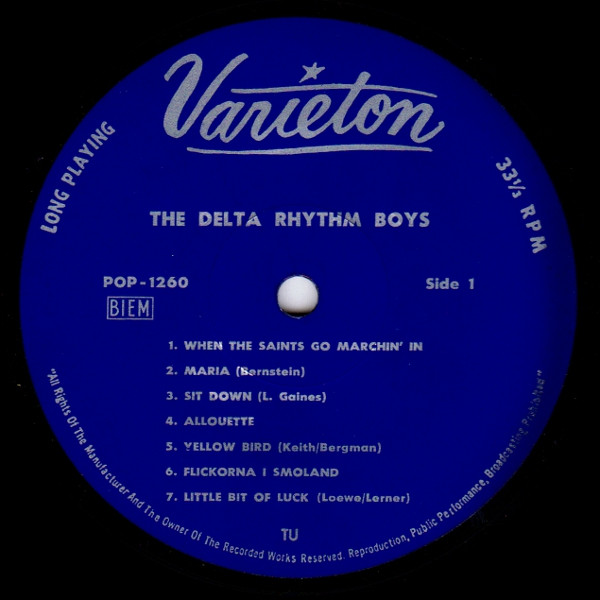 Varieton
LONG PLAYING
33⅓ RPM
THE DELTA RHYTHM BOYS
POP-1260
Side 1
BIEM
1. WHEN THE SAINTS GO MARCHIN' IN
2. MARIA (Bernstein)
3. SIT DOWN (L. Gaines)
4. ALLOUETTE
5. YELLOW BIRD (Keith/Bergman)
6. FLICKORNA I SMOLAND
7. LITTLE BIT OF LUCK (Loewe/Lerner)
TU
"All Rights Of The Manufacturer And The Owner Of The Recorded Works Reserved. Reproduction, Public Performance, Broadcasting Prohibited"